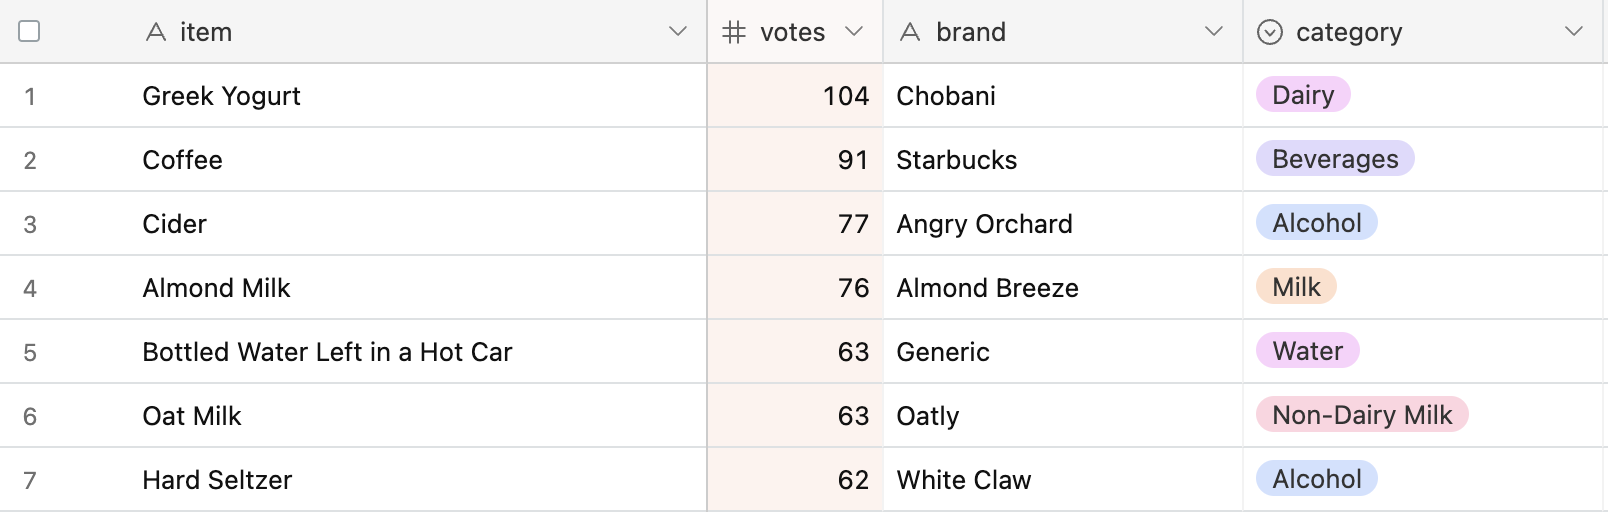 item votes brand category
1 Greek Yogurt 104 Chobani Dairy
2 Coffee 91 Starbucks Beverages
3 Cider 77 Angry Orchard Alcohol
4 Almond Milk 76 Almond Breeze Milk
5 Bottled Water Left in a Hot Car 63 Generic Water
6 Oat Milk 63 Oatly Non-Dairy Milk
7 Hard Seltzer 62 White Claw Alcohol